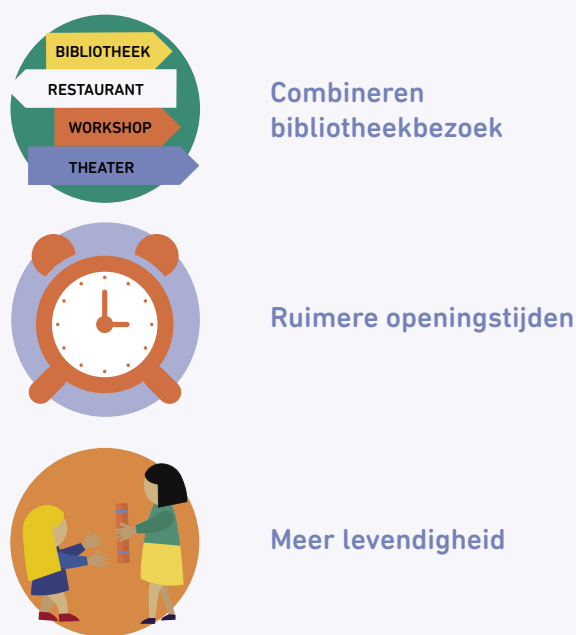 BIBLIOTHEEK
RESTAURANT
WORKSHOP
THEATER
Combineren
bibliotheekbezoek
Ruimere openingstijden
Meer levendigheid